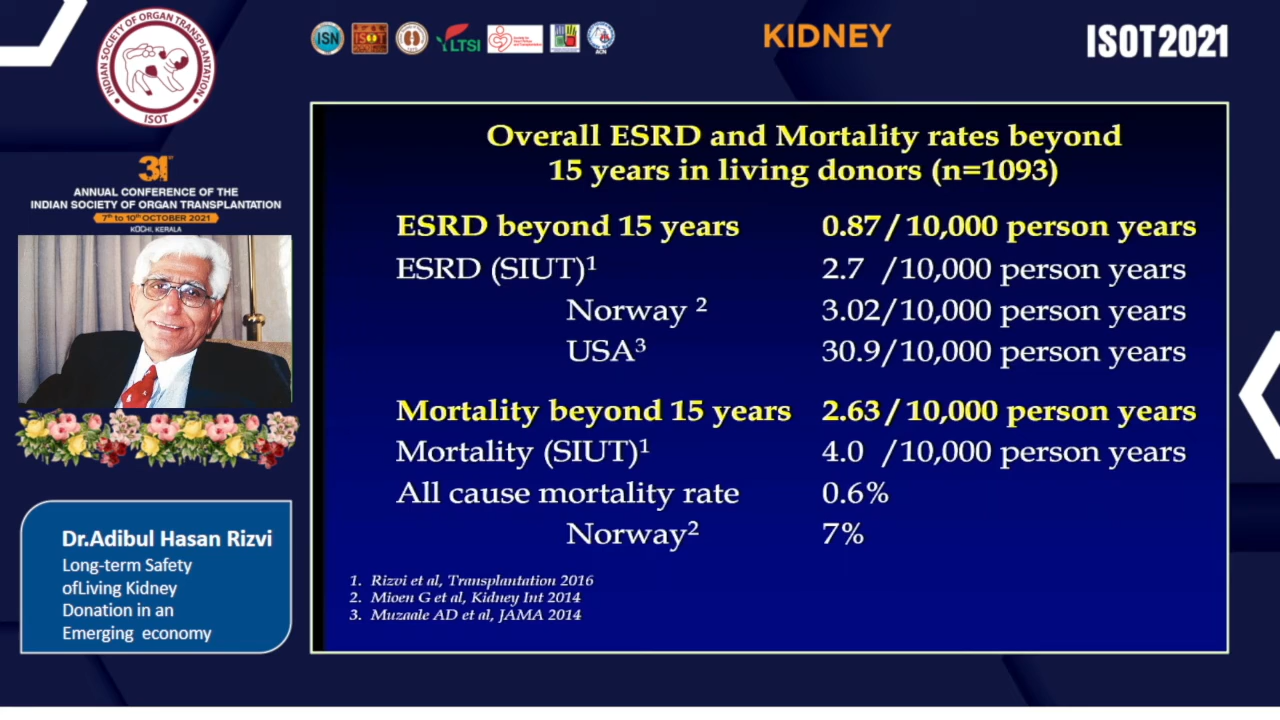 INDIAN SOCIETY OF ORGAN TRANSPLANTATION
ISOT
ISN
ISOT
LTSI
KIDNEY
ISOT2021
31st
ANNUAL CONFERENCE OF THE
INDIAN SOCIETY OF ORGAN TRANSPLANTATION
7th to 10th OCTOBER 2021
KOCHI, KERALA
Dr.Adibul Hasan Rizvi
Long-term Safety
ofLiving Kidney
Donation in an
Emerging economy
Overall ESRD and Mortality rates beyond
15 years in living donors (n=1093)
ESRD beyond 15 years 0.87/ 10,000 person years
ESRD (SIUT)¹ 2.7 /10,000 person years
Norway ² 3.02/10,000 person years
USA³ 30.9/10,000 person years
Mortality beyond 15 years 2.63/ 10,000 person years
Mortality (SIUT)¹ 4.0 /10,000 person years
All cause mortality rate 0.6%
Norway² 7%
1. Rizvi et al, Transplantation 2016
2. Mioen G et al, Kidney Int 2014
3. Muzaale AD et al, JAMA 2014